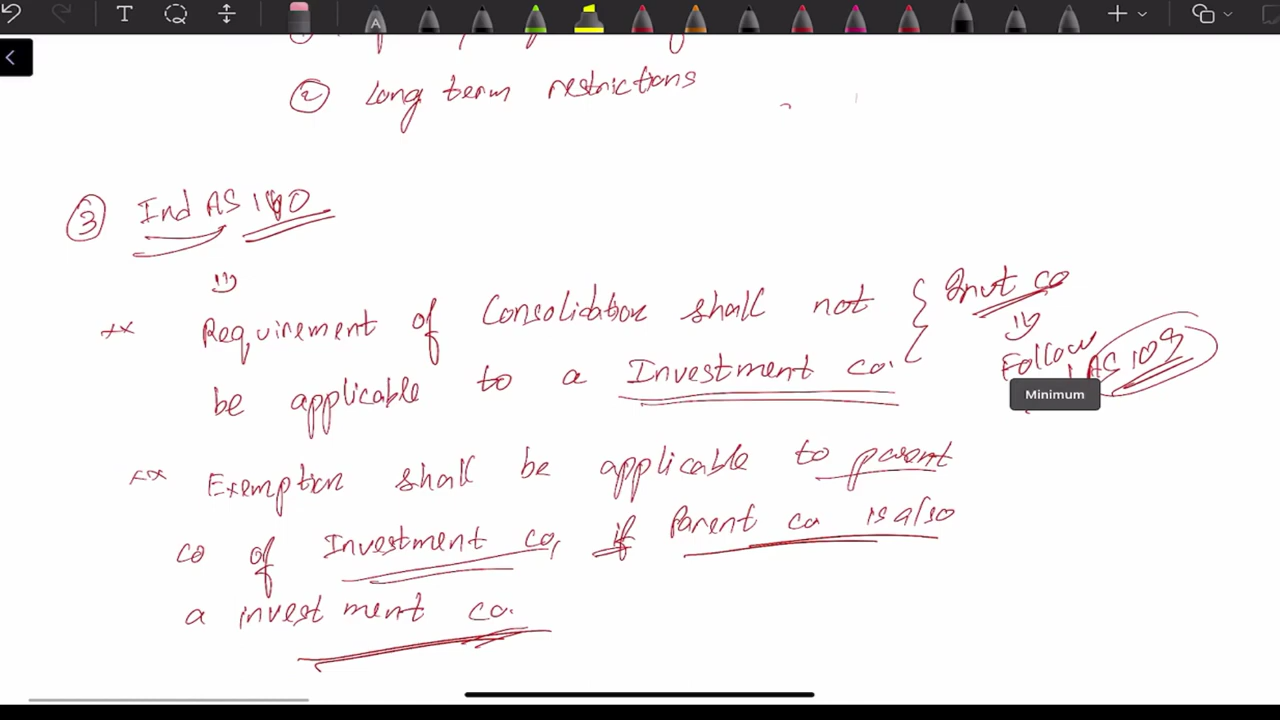 ② Long term restrictions
③ Ind AS 110
** Requirement of Consolidation shall not
be applicable to a Investment co.
Invt co
Follow
AS 109
Minimum
** Exemption shall be applicable to parent
co of Investment co, if Parent co is also
a investment co.